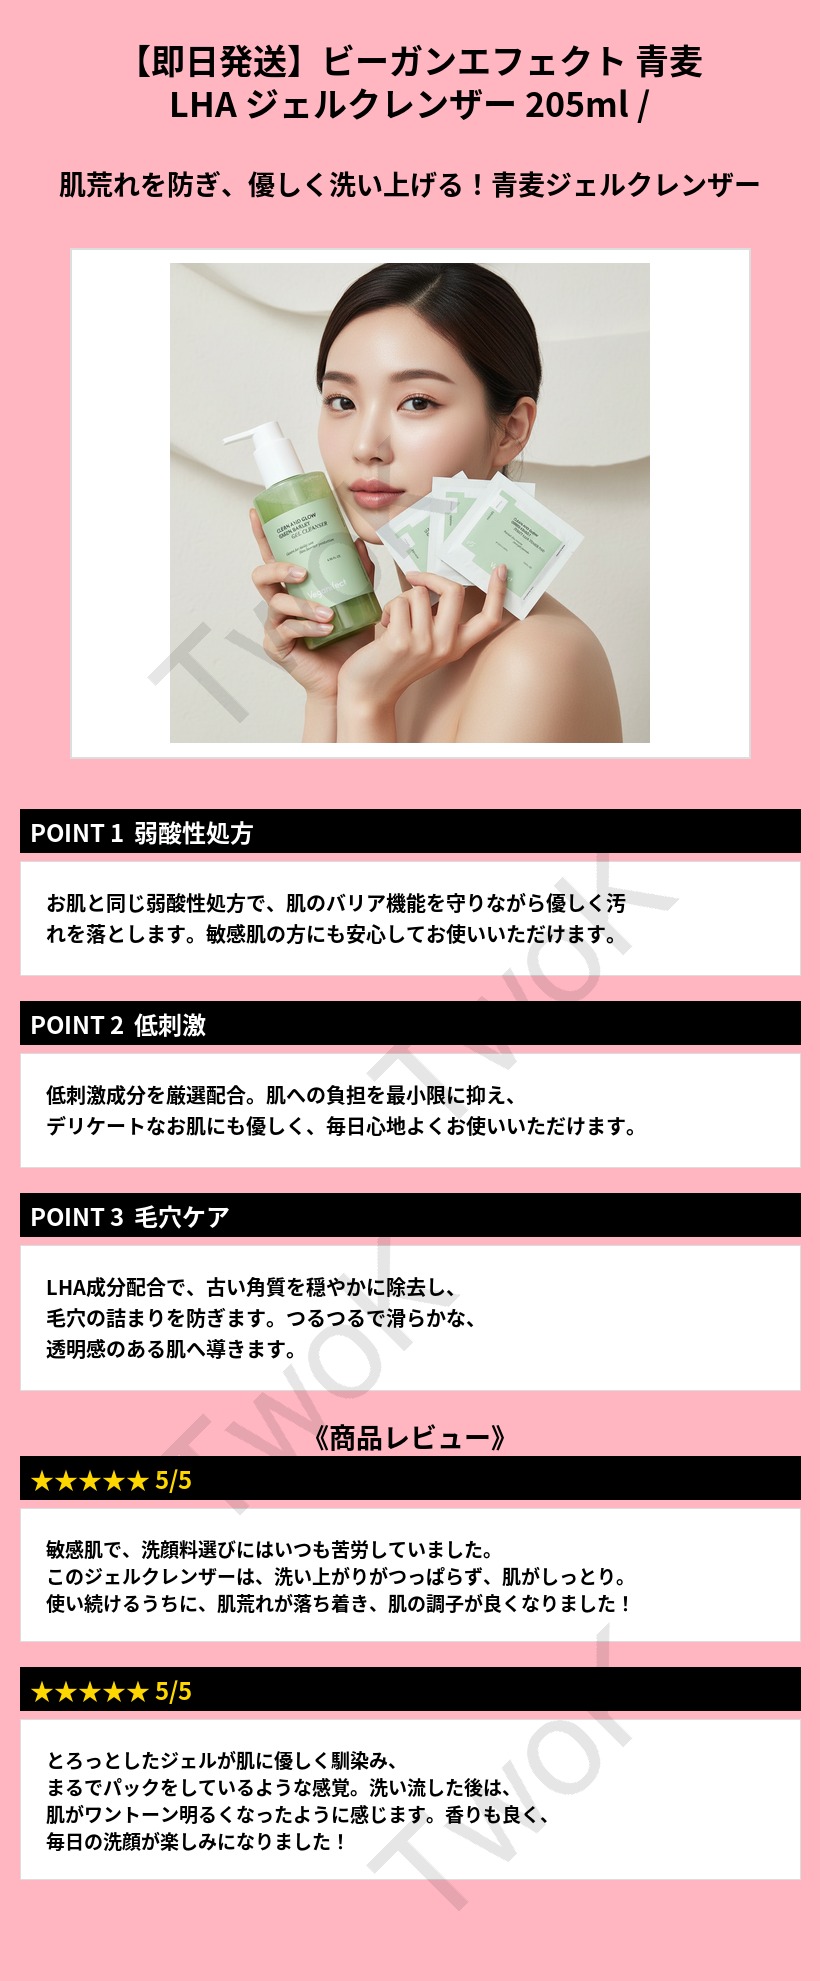 【即日発送】ビーガンエフェクト 青麦
LHA ジェルクレンザー 205ml /
肌荒れを防ぎ、優しく洗い上げる！青麦ジェルクレンザー
CLEAN AND GLOW
GREEN BARLEY
GEL CLEANSER
TwoK
POINT 1 弱酸性処方
お肌と同じ弱酸性処方で、肌のバリア機能を守りながら優しく汚
れを落とします。敏感肌の方にも安心してお使いいただけます。
TwoK
POINT 2 低刺激
低刺激成分を厳選配合。肌への負担を最小限に抑え、
デリケートなお肌にも優しく、毎日心地よくお使いいただけます。
POINT 3 毛穴ケア
LHA成分配合で、古い角質を穏やかに除去し、
毛穴の詰まりを防ぎます。つるつるで滑らかな、
透明感のある肌へ導きます。
TwoK
《商品レビュー》
★★★★★ 5/5
敏感肌で、洗顔料選びにはいつも苦労していました。
このジェルクレンザーは、洗い上がりがつっぱらず、肌がしっとり。
使い続けるうちに、肌荒れが落ち着き、肌の調子が良くなりました！
★★★★★ 5/5
とろっとしたジェルが肌に優しく馴染み、
まるでパックをしているような感覚。洗い流した後は、
肌がワントーン明るくなったように感じます。香りも良く、
毎日の洗顔が楽しみになりました！
TwoK